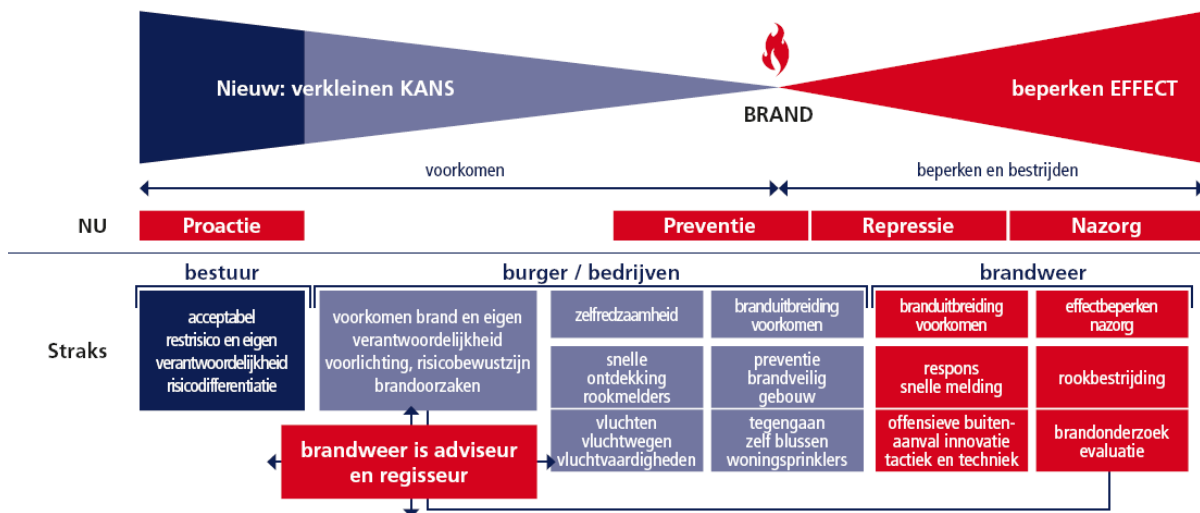 Nieuw: verkleinen KANS
beperken EFFECT
BRAND
voorkomen
beperken en bestrijden
NU
Proactie
Preventie
Repressie
Nazorg
bestuur
burger / bedrijven
brandweer
Straks
acceptabel
restrisico en eigen
verantwoordelijkheid
risicodifferentiatie
voorkomen brand en eigen
verantwoordelijkheid
voorlichting, risicobewustzijn
brandoorzaken
zelfredzaamheid
snelle
ontdekking
rookmelders
vluchten
vluchtwegen
vluchtvaardigheden
branduitbreiding
voorkomen
preventie
brandveilig
gebouw
tegengaan
zelf blussen
woningsprinklers
branduitbreiding
voorkomen
respons
snelle melding
offensieve buiten-
aanval innovatie
tactiek en techniek
effectbeperken
nazorg
rookbestrijding
brandonderzoek
evaluatie
brandweer is adviseur
en regisseur